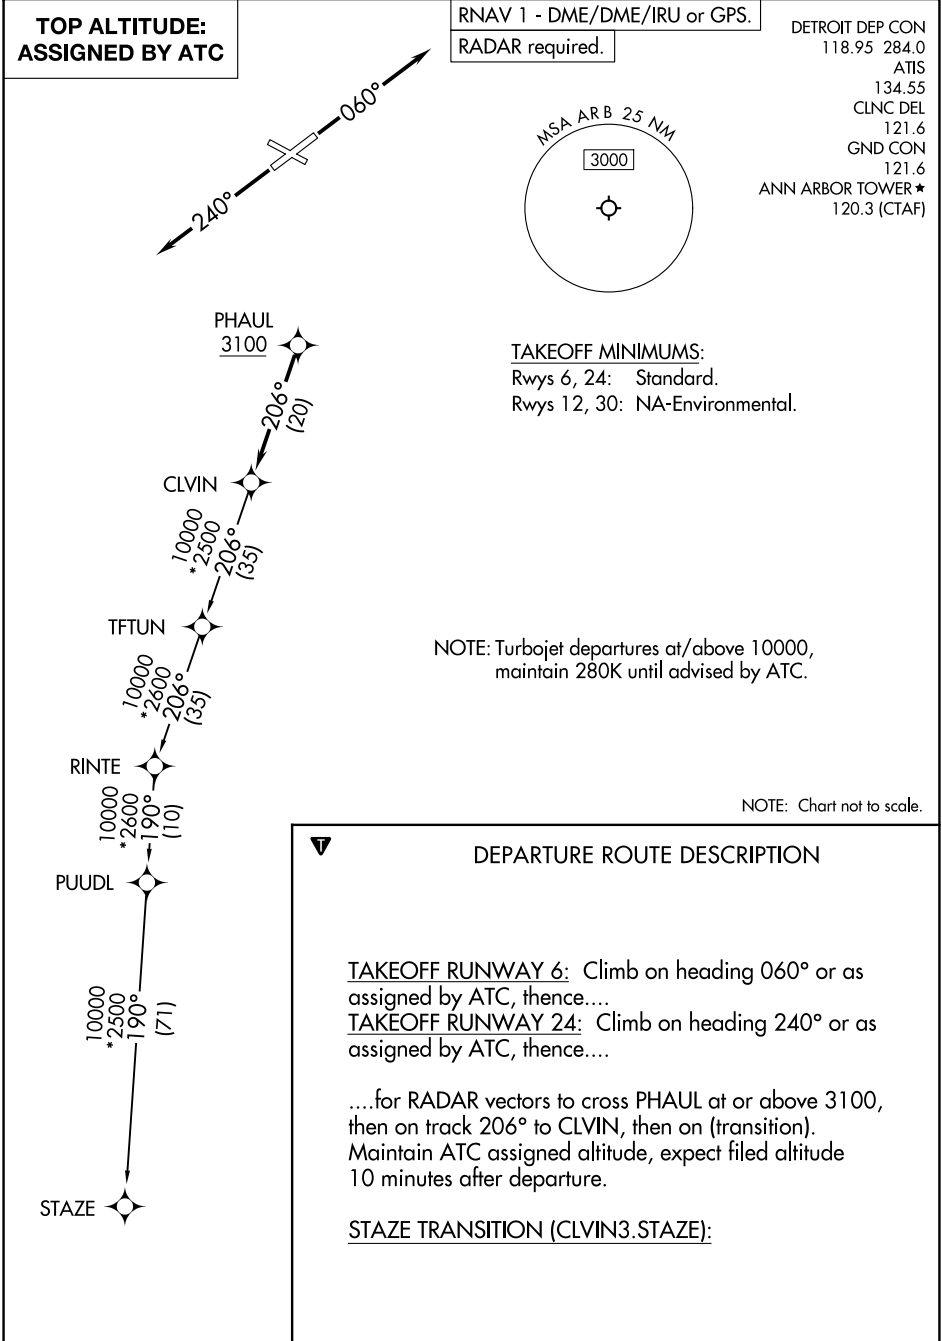 TOP ALTITUDE:
ASSIGNED BY ATC
RNAV 1 - DME/DME/IRU or GPS.
RADAR required.
DETROIT DEP CON
118.95 284.0
ATIS
134.55
CLNC DEL
121.6
GND CON
121.6
ANN ARBOR TOWER ★
120.3 (CTAF)
060°
240°
MSA ARB 25 NM
3000
PHAUL
3100
206°
(20)
TAKEOFF MINIMUMS:
Rwys 6, 24: Standard.
Rwys 12, 30: NA-Environmental.
CLVIN
10000
*2500
206°
(35)
TFTUN
NOTE: Turbojet departures at/above 10000,
maintain 280K until advised by ATC.
10000
*2600
206°
(35)
RINTE
10000
*2600
190°
(10)
NOTE: Chart not to scale.
PUUDL
10000
*2500
190°
(71)
STAZE
T
DEPARTURE ROUTE DESCRIPTION
TAKEOFF RUNWAY 6: Climb on heading 060° or as
assigned by ATC, thence....
TAKEOFF RUNWAY 24: Climb on heading 240° or as
assigned by ATC, thence....
....for RADAR vectors to cross PHAUL at or above 3100,
then on track 206° to CLVIN, then on (transition).
Maintain ATC assigned altitude, expect filed altitude
10 minutes after departure.
STAZE TRANSITION (CLVIN3.STAZE):